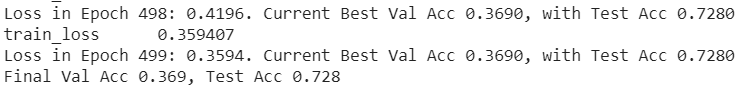 Loss in Epoch 498: 0.4196. Current Best Val Acc 0.3690, with Test Acc 0.7280
train_loss 0.359407
Loss in Epoch 499: 0.3594. Current Best Val Acc 0.3690, with Test Acc 0.7280
Final Val Acc 0.369, Test Acc 0.728